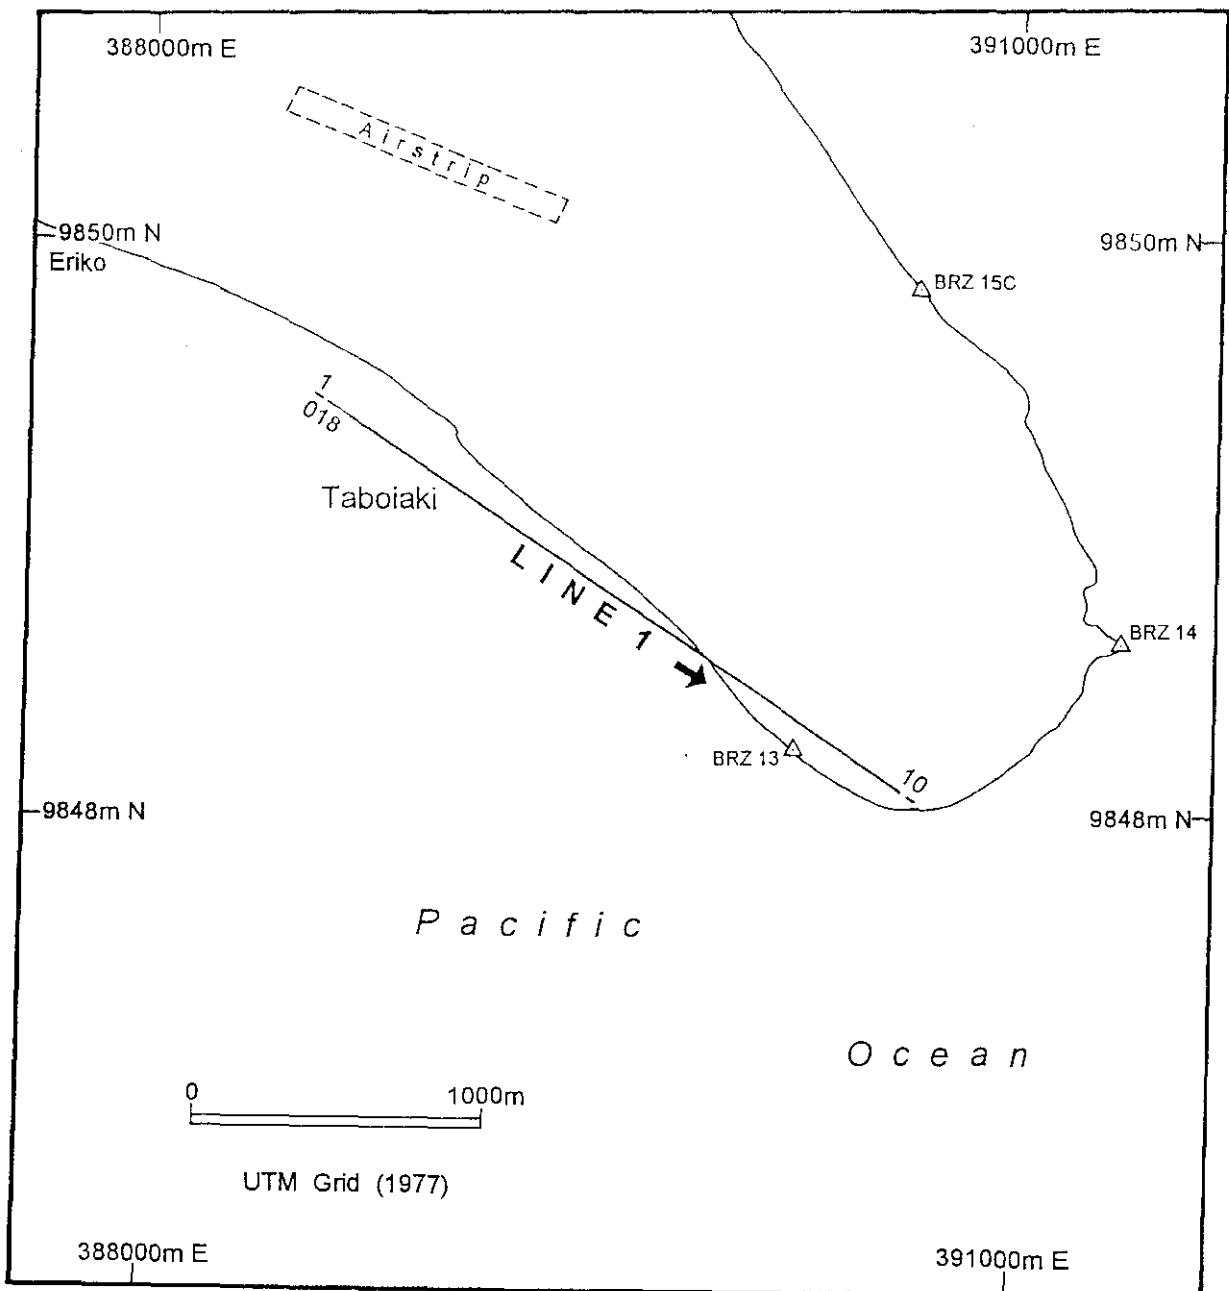 388000m E
391000m E
Airstrip
9850m N
9850m N
Eriko
BRZ 15C
1
018
Taboiaki
LINE 1
BRZ 14
BRZ 13
10
9848m N
9848m N
Pacific
Ocean
0
1000m
UTM Grid (1977)
388000m E
391000m E